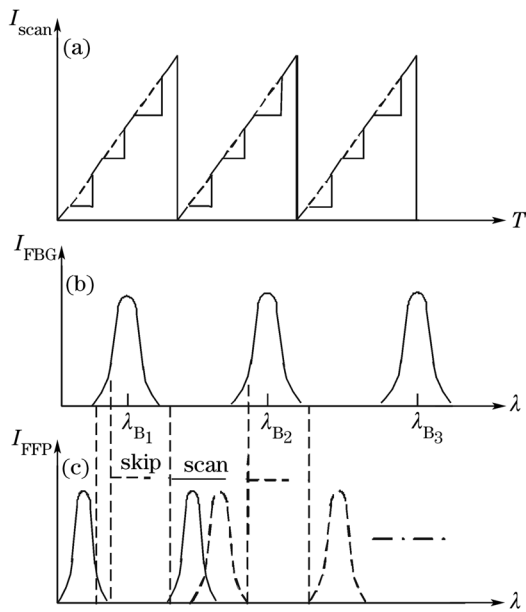 I_scan
(a)
T
I_FBG
(b)
λ_B1
λ_B2
λ_B3
λ
I_FFP
(c)
skip
scan
λ